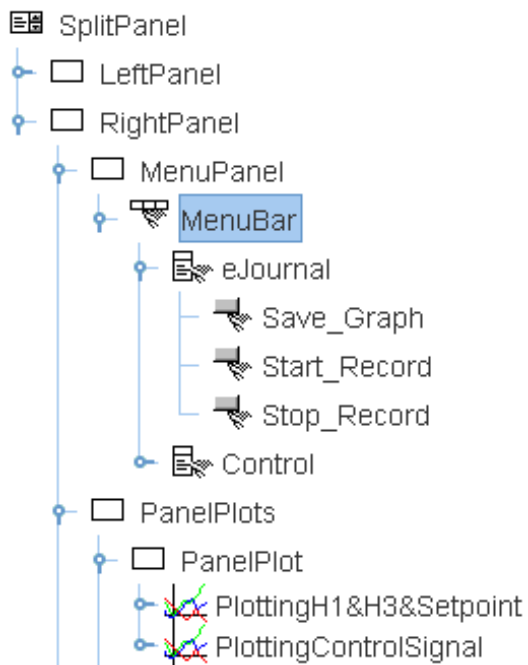 SplitPanel
LeftPanel
RightPanel
MenuPanel
MenuBar
eJournal
Save_Graph
Start_Record
Stop_Record
Control
PanelPlots
PanelPlot
PlottingH1&H3&Setpoint
PlottingControlSignal